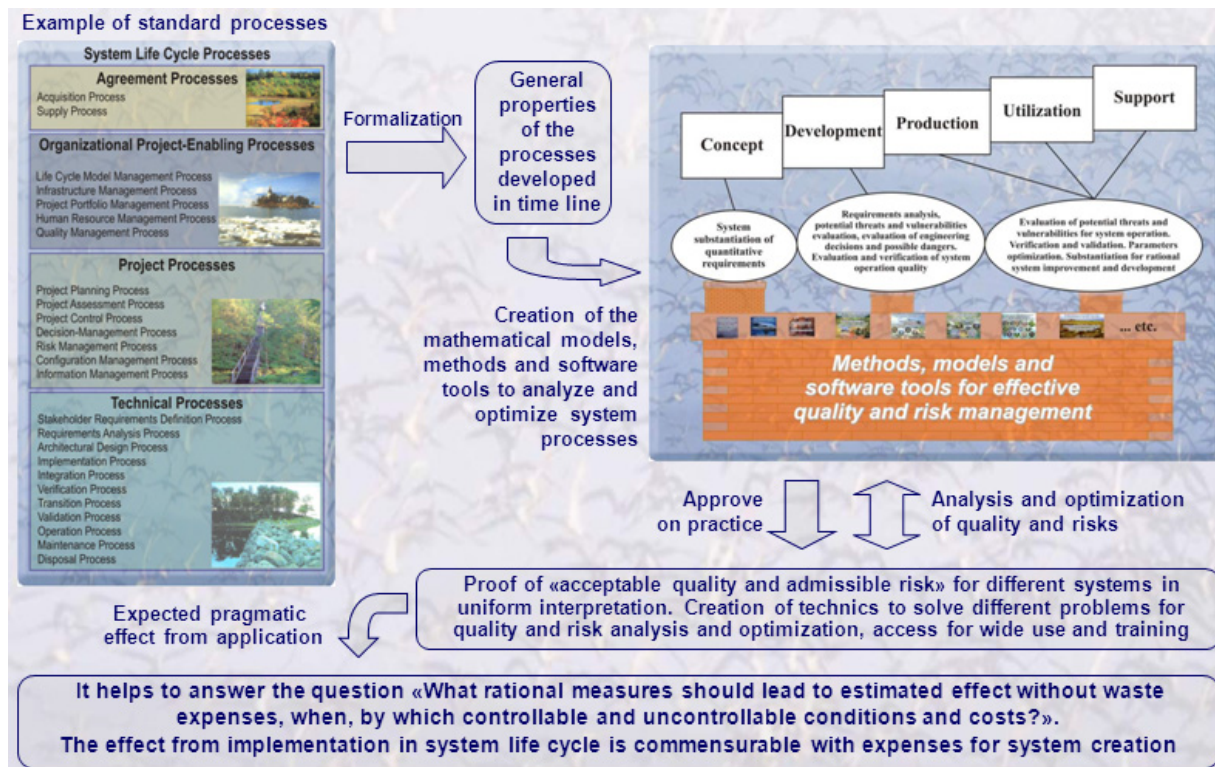 Example of standard processes
System Life Cycle Processes
Agreement Processes
Acquisition Process
Supply Process
Organizational Project-Enabling Processes
Life Cycle Model Management Process
Infrastructure Management Process
Project Portfolio Management Process
Human Resource Management Process
Quality Management Process
Project Processes
Project Planning Process
Project Assessment Process
Project Control Process
Decision-Management Process
Risk Management Process
Configuration Management Process
Information Management Process
Technical Processes
Stakeholder Requirements Definition Process
Requirements Analysis Process
Architectural Design Process
Implementation Process
Integration Process
Verification Process
Transition Process
Validation Process
Operation Process
Maintenance Process
Disposal Process
Formalization
General
properties
of the
processes
developed
in time line
Creation of the
mathematical models,
methods and software
tools to analyze and
optimize system
processes
Concept
Development
Production
Utilization
Support
System
substantiation of
quantitative
requirements
Requirements analysis,
potential threats and vulnerabilities
evaluation, evaluation of engineering
decisions and possible dangers.
Evaluation and verification of system
operation quality
Evaluation of potential threats and
vulnerabilities for system operation.
Verification and validation. Parameters
optimization. Substantiation for rational
system improvement and development
... etc.
Methods, models and
software tools for effective
quality and risk management
Approve
on practice
Analysis and optimization
of quality and risks
Proof of «acceptable quality and admissible risk» for different systems in
uniform interpretation. Creation of technics to solve different problems for
quality and risk analysis and optimization, access for wide use and training
Expected pragmatic
effect from application
It helps to answer the question «What rational measures should lead to estimated effect without waste
expenses, when, by which controllable and uncontrollable conditions and costs?».
The effect from implementation in system life cycle is commensurable with expenses for system creation